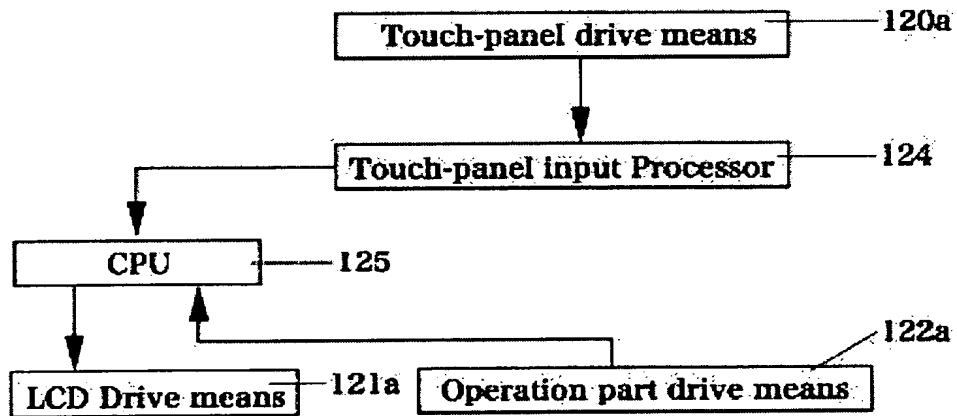 Touch-panel drive means
120a
Touch-panel input Processor
124
CPU
125
122a
LCD Drive means
121a
Operation part drive means